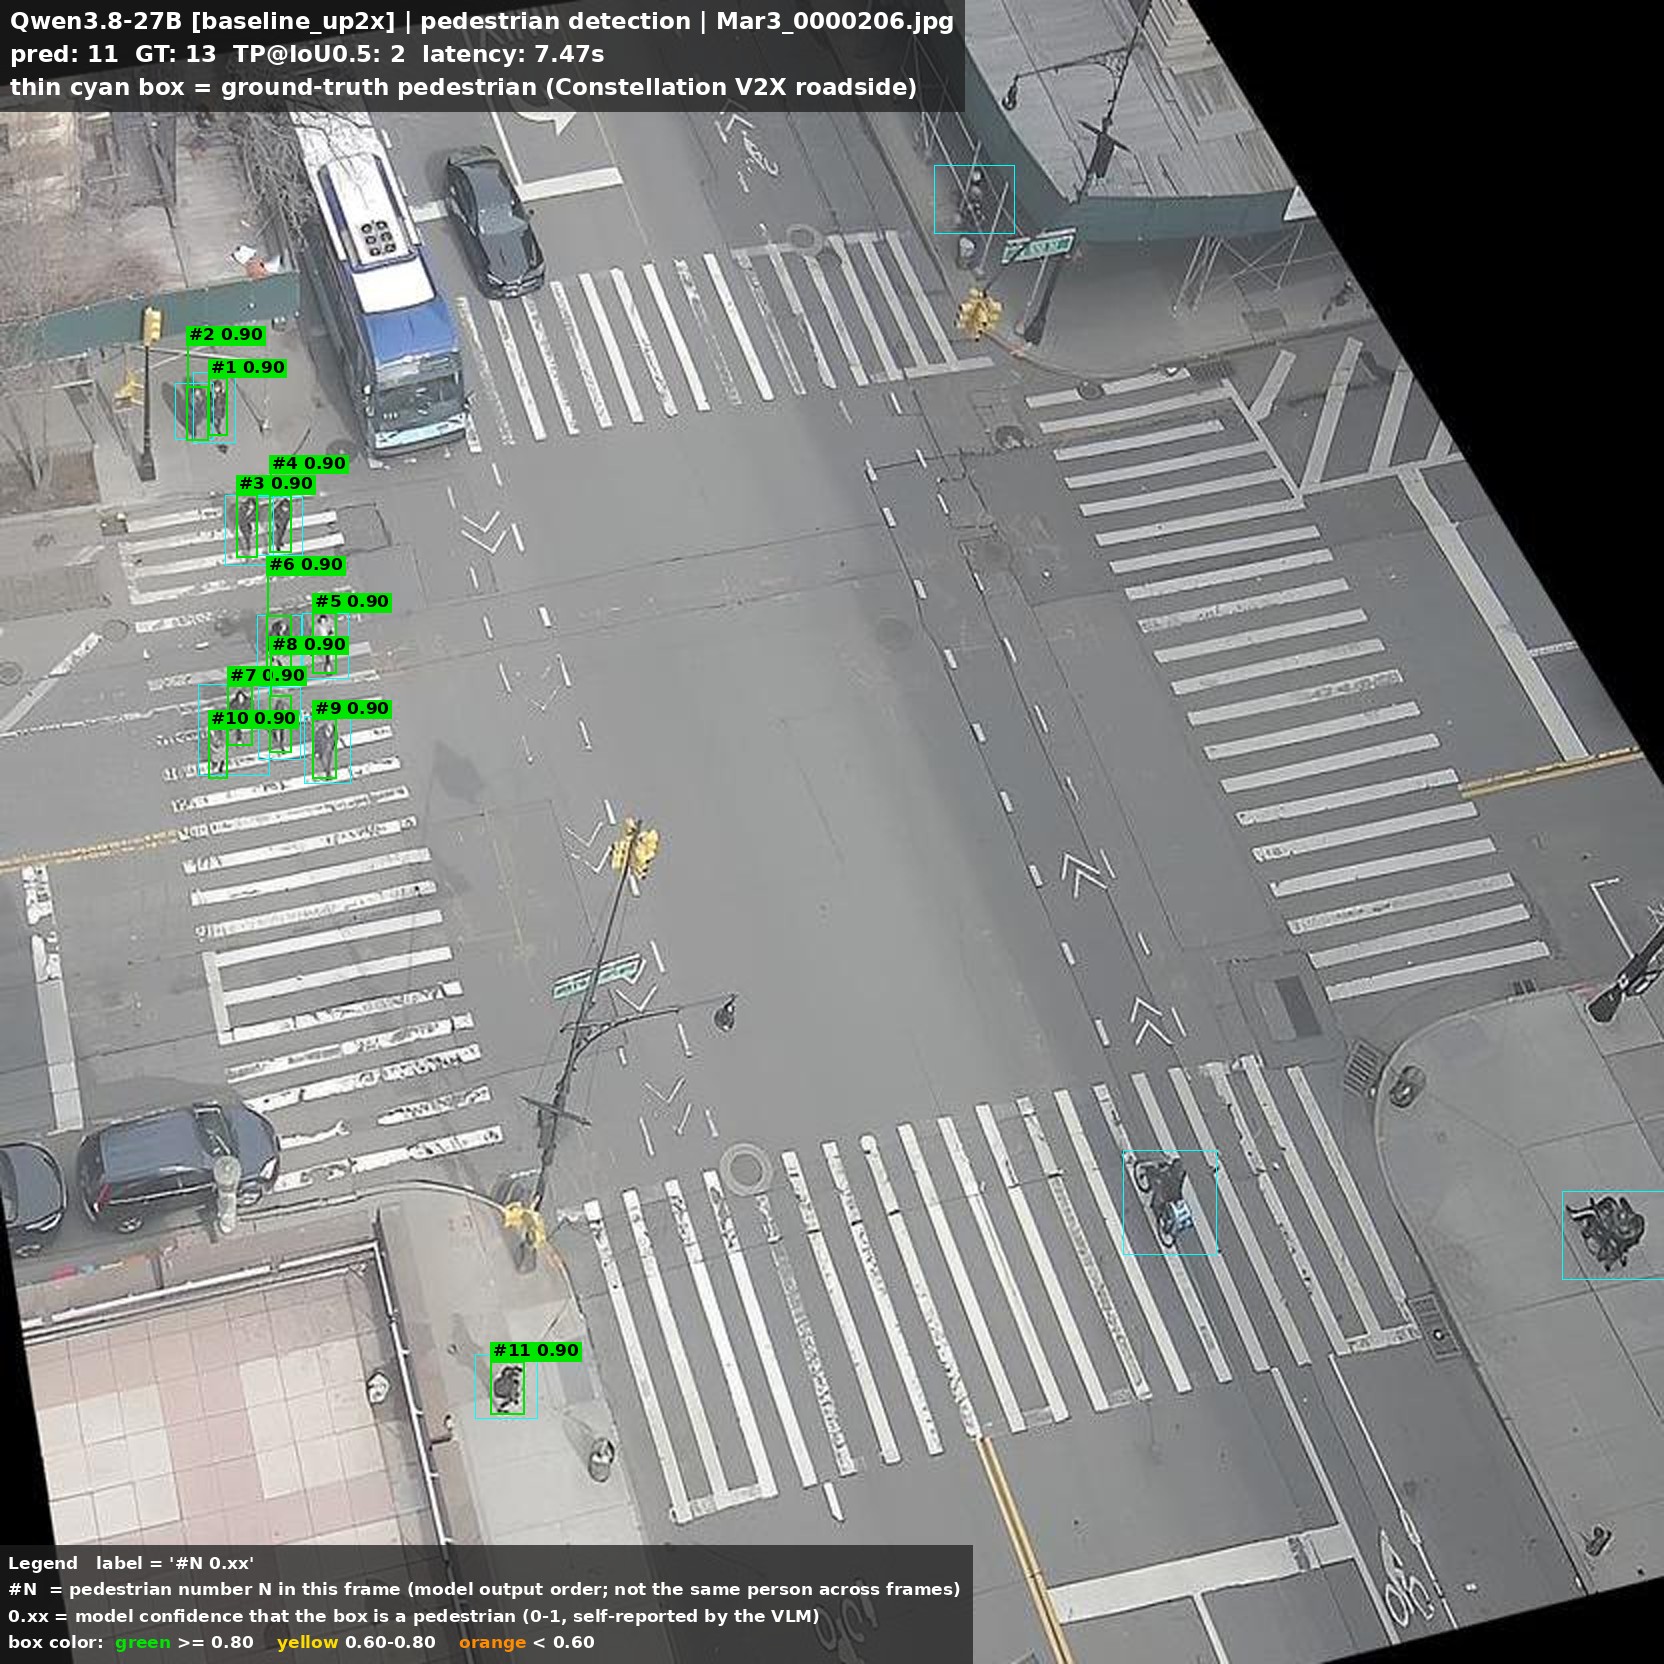 Qwen3.8-27B [baseline_up2x] | pedestrian detection | Mar3_0000206.jpg
pred: 11  GT: 13  TP@IoU0.5: 2  latency: 7.47s
thin cyan box = ground-truth pedestrian (Constellation V2X roadside)
#2 0.90
#1 0.90
#4 0.90
#3 0.90
#6 0.90
#5 0.90
#8 0.90
#7 0.90
#9 0.90
#10 0.90
#11 0.90
Legend   label = '#N 0.xx'
#N  = pedestrian number N in this frame (model output order; not the same person across frames)
0.xx = model confidence that the box is a pedestrian (0-1, self-reported by the VLM)
box color:  green >= 0.80    yellow 0.60-0.80    orange < 0.60